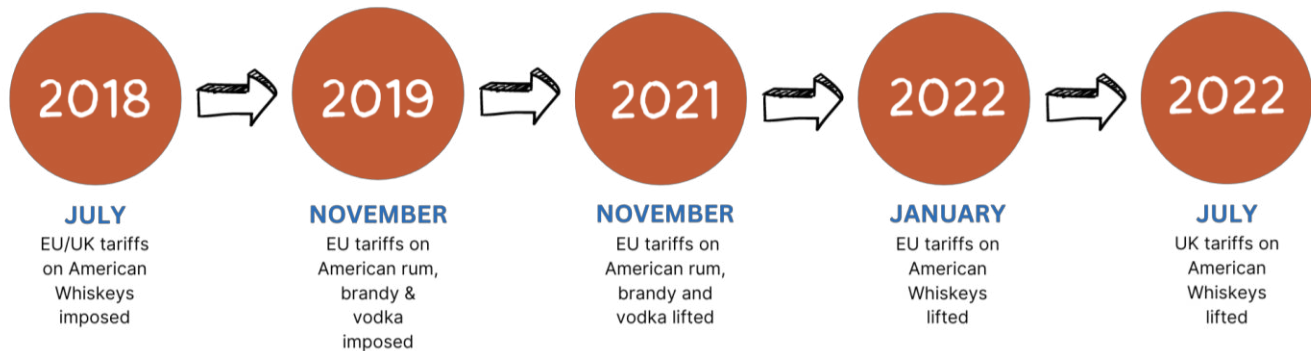 2018
JULY
EU/UK tariffs
on American
Whiskeys
imposed
2019
NOVEMBER
EU tariffs on
American rum,
brandy &
vodka
imposed
2021
NOVEMBER
EU tariffs on
American rum,
brandy and
vodka lifted
2022
JANUARY
EU tariffs on
American
Whiskeys
lifted
2022
JULY
UK tariffs on
American
Whiskeys
lifted